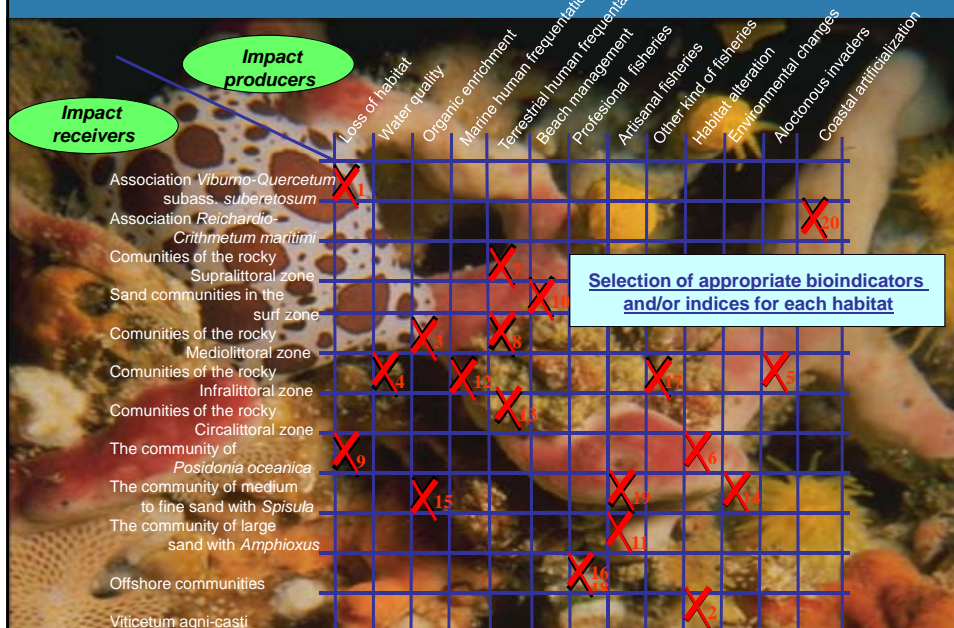 Impact
producers
Impact
receivers
Loss of habitat
Water quality
Organic enrichment
Marine human frequentation
Terrestrial human frequenta
Beach management
Profesional fisheries
Artisanal fisheries
Other kind of fisheries
Habitat alteration
Environmental changes
Aloctonous invaders
Coastal artificialization
Association Viburno-Quercetum
subass. suberetosum
1
Association Reichardio-
Crithmetum maritimi
20
Comunities of the rocky
Supralittoral zone
Sand communities in the
surf zone
10
Selection of appropriate bioindicators
and/or indices for each habitat
Comunities of the rocky
Mediolittoral zone
3
8
Comunities of the rocky
Infralittoral zone
4
12
17
5
Comunities of the rocky
Circalittoral zone
13
The community of
Posidonia oceanica
9
6
The community of medium
to fine sand with Spisula
15
19
14
The community of large
sand with Amphioxus
11
Offshore communities
16
Viticetum agni-casti
2